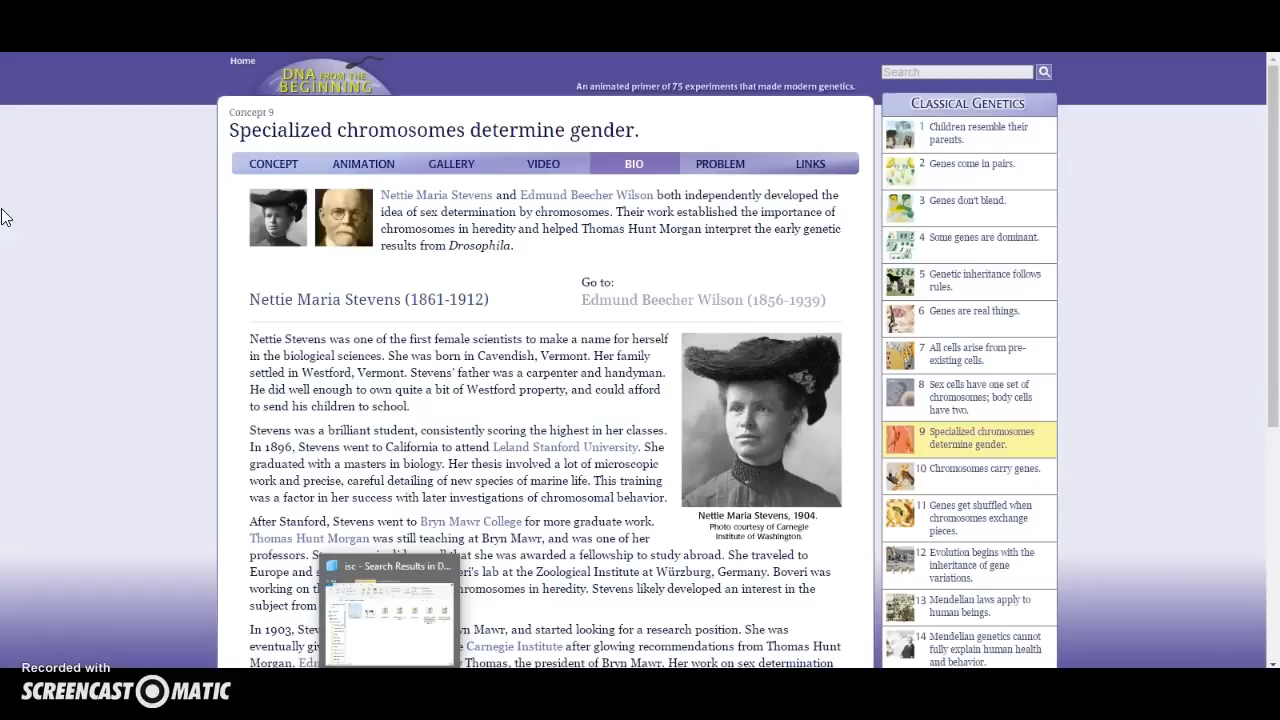 Home
DNA FROM THE
BEGINNING
An animated primer of 75 experiments that made modern genetics.
Search
Concept 9
Specialized chromosomes determine gender.
CONCEPT ANIMATION GALLERY VIDEO BIO PROBLEM LINKS
Nettie Maria Stevens and Edmund Beecher Wilson both independently developed the
idea of sex determination by chromosomes. Their work established the importance of
chromosomes in heredity and helped Thomas Hunt Morgan interpret the early genetic
results from Drosophila.
Go to:
Nettie Maria Stevens (1861-1912)
Edmund Beecher Wilson (1856-1939)
Nettie Stevens was one of the first female scientists to make a name for herself
in the biological sciences. She was born in Cavendish, Vermont. Her family
settled in Westford, Vermont. Stevens' father was a carpenter and handyman.
He did well enough to own quite a bit of Westford property, and could afford
to send his children to school.
Stevens was a brilliant student, consistently scoring the highest in her classes.
In 1896, Stevens went to California to attend Leland Stanford University. She
graduated with a masters in biology. Her thesis involved a lot of microscopic
work and precise, careful detailing of new species of marine life. This training
was a factor in her success with later investigations of chromosomal behavior.
Nettie Maria Stevens, 1904.
Photo courtesy of Carnegie
Institute of Washington.
After Stanford, Stevens went to Bryn Mawr College for more graduate work.
Thomas Hunt Morgan was still teaching at Bryn Mawr, and was one of her
professors. that she was awarded a fellowship to study abroad. She traveled to
Europe and lab at the Zoological Institute at Würzburg, Germany. Boveri was
working on chromosomes in heredity. Stevens likely developed an interest in the
subject from
In 1903, Mawr, and started looking for a research position. She was
eventually Carnegie Institute after glowing recommendations from Thomas Hunt
Morgan, Thomas, the president of Bryn Mawr. Her work on sex determination
isc - Search Results in D...
CLASSICAL GENETICS
1 Children resemble their
parents.
2 Genes come in pairs.
3 Genes don't blend.
4 Some genes are dominant.
5 Genetic inheritance follows
rules.
6 Genes are real things.
7 All cells arise from pre-
existing cells.
8 Sex cells have one set of
chromosomes; body cells
have two.
9 Specialized chromosomes
determine gender.
10 Chromosomes carry genes.
11 Genes get shuffled when
chromosomes exchange
pieces.
12 Evolution begins with the
inheritance of gene
variations.
13 Mendelian laws apply to
human beings.
14 Mendelian genetics cannot
fully explain human health
and behavior.
Recorded with
SCREENCAST MATIC